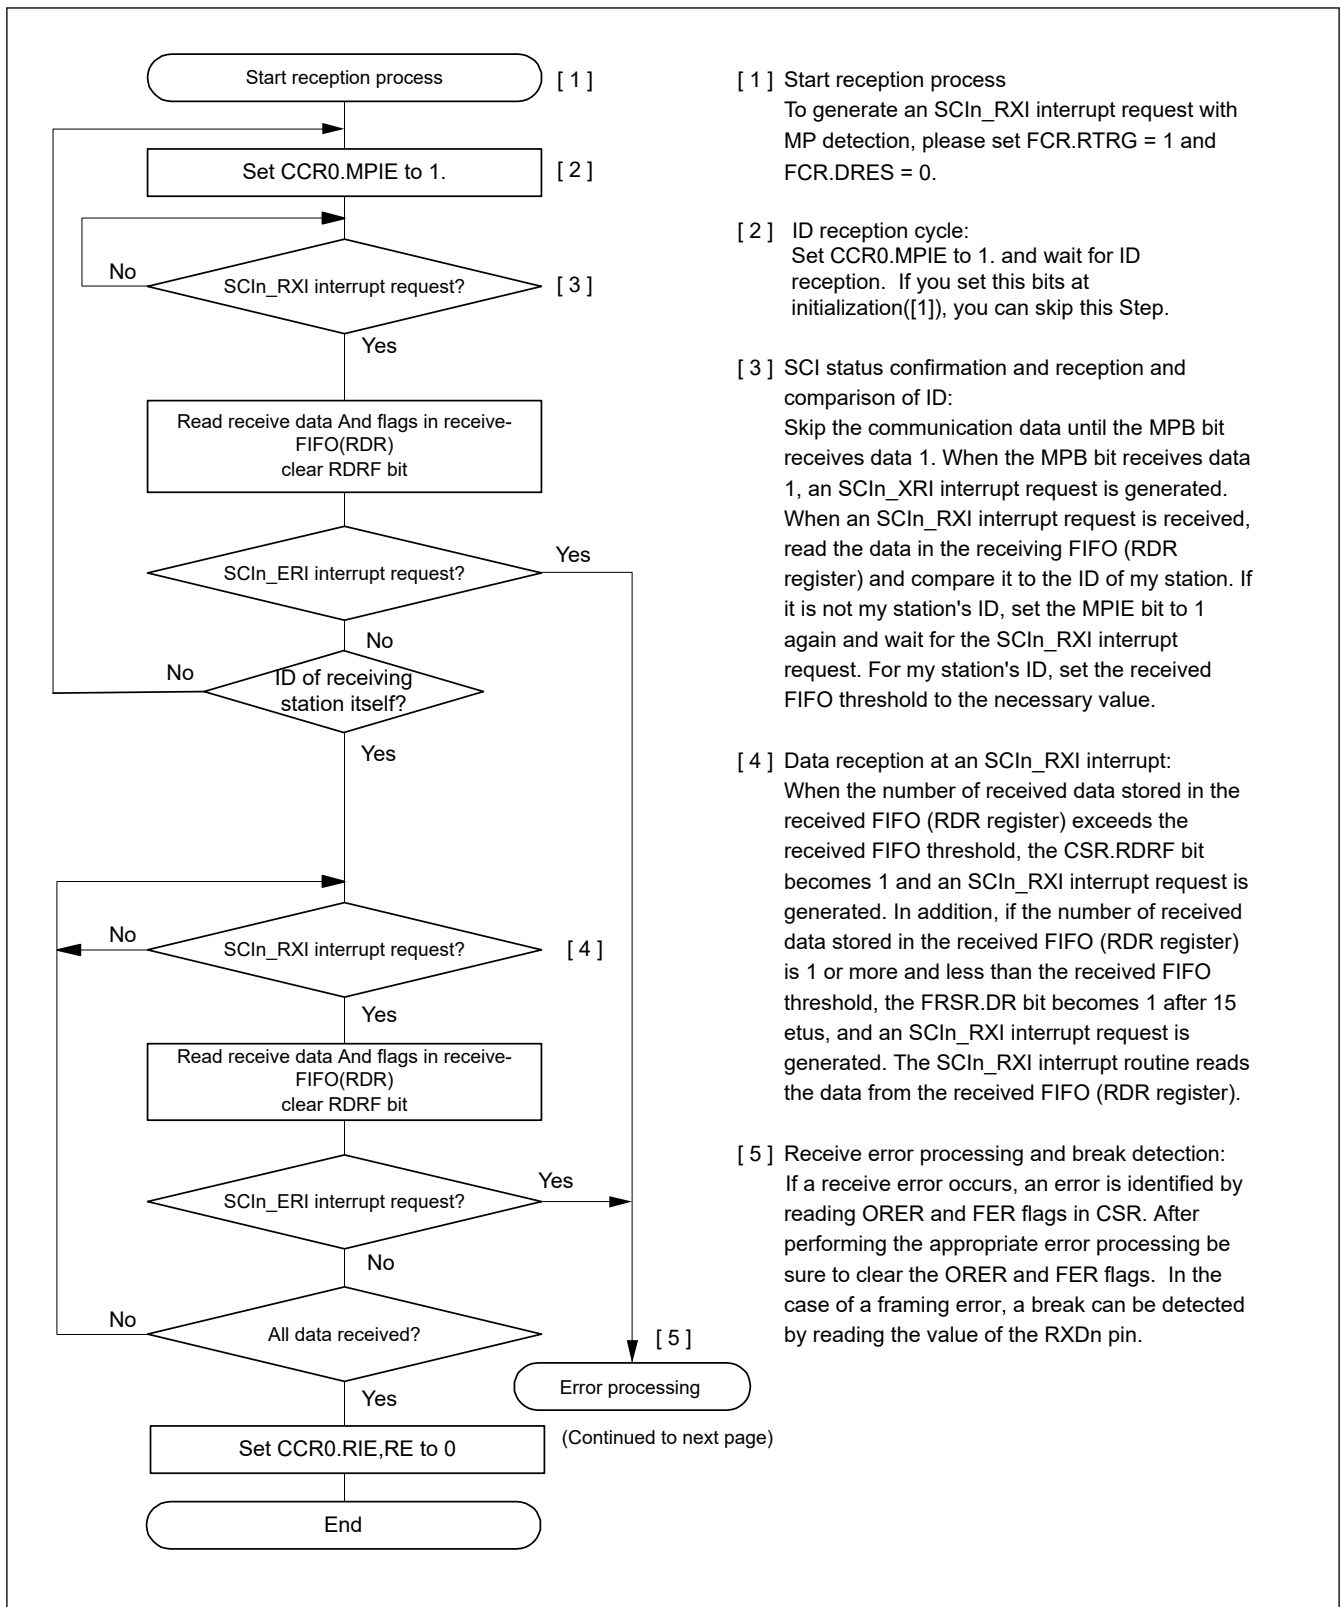 Start reception process
[ 1 ]
Set CCR0.MPIE to 1.
[ 2 ]
No
SCIn_RXI interrupt request?
[ 3 ]
Yes
Read receive data And flags in receive-
FIFO(RDR)
clear RDRF bit
SCIn_ERI interrupt request?
Yes
No
No
ID of receiving
station itself?
Yes
No
SCIn_RXI interrupt request?
[ 4 ]
Yes
Read receive data And flags in receive-
FIFO(RDR)
clear RDRF bit
SCIn_ERI interrupt request?
Yes
No
No
All data received?
[ 5 ]
Yes
Error processing
Set CCR0.RIE,RE to 0
(Continued to next page)
End
[ 1 ] Start reception process
To generate an SCIn_RXI interrupt request with
MP detection, please set FCR.RTRG = 1 and
FCR.DRES = 0.
[ 2 ] ID reception cycle:
Set CCR0.MPIE to 1. and wait for ID
reception. If you set this bits at
initialization([1]), you can skip this Step.
[ 3 ] SCI status confirmation and reception and
comparison of ID:
Skip the communication data until the MPB bit
receives data 1. When the MPB bit receives data
1, an SCIn_XRI interrupt request is generated.
When an SCIn_RXI interrupt request is received,
read the data in the receiving FIFO (RDR
register) and compare it to the ID of my station. If
it is not my station's ID, set the MPIE bit to 1
again and wait for the SCIn_RXI interrupt
request. For my station's ID, set the received
FIFO threshold to the necessary value.
[ 4 ] Data reception at an SCIn_RXI interrupt:
When the number of received data stored in the
received FIFO (RDR register) exceeds the
received FIFO threshold, the CSR.RDRF bit
becomes 1 and an SCIn_RXI interrupt request is
generated. In addition, if the number of received
data stored in the received FIFO (RDR register)
is 1 or more and less than the received FIFO
threshold, the FRSR.DR bit becomes 1 after 15
etus, and an SCIn_RXI interrupt request is
generated. The SCIn_RXI interrupt routine reads
the data from the received FIFO (RDR register).
[ 5 ] Receive error processing and break detection:
If a receive error occurs, an error is identified by
reading ORER and FER flags in CSR. After
performing the appropriate error processing be
sure to clear the ORER and FER flags. In the
case of a framing error, a break can be detected
by reading the value of the RXDn pin.